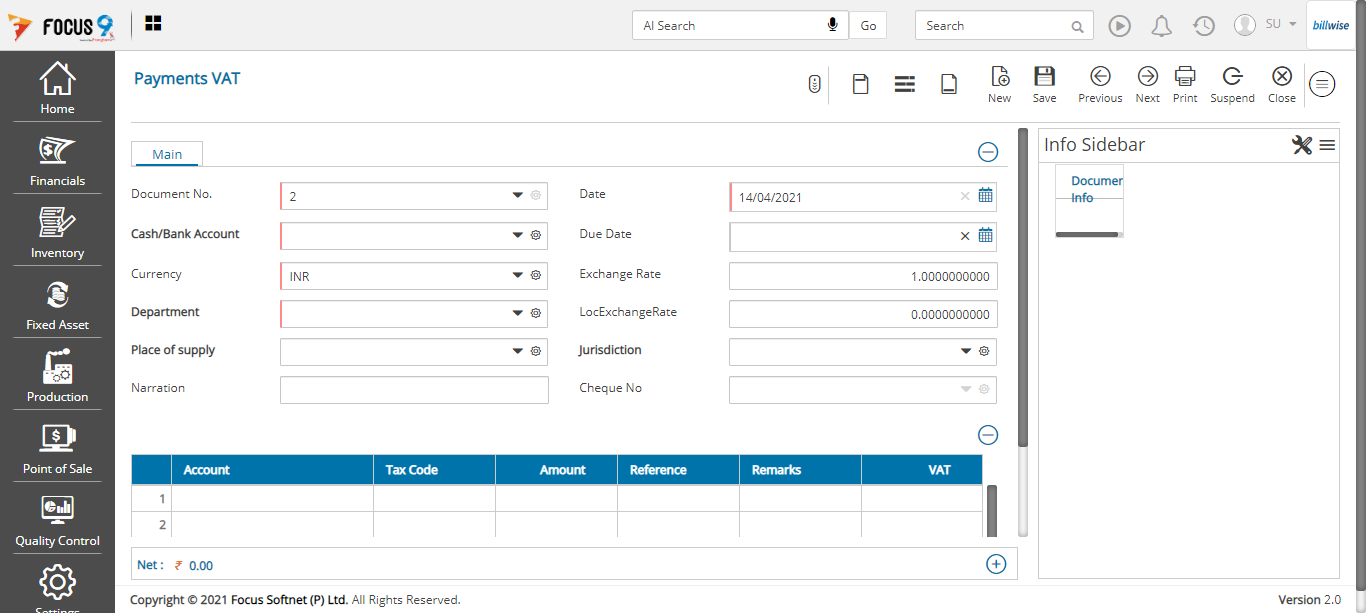 FOCUS 9
AI Search
Go
Search
SU
billwise
Home
Financials
Inventory
Fixed Asset
Production
Point of Sale
Quality Control
Settings
Payments VAT
New
Save
Previous
Next
Print
Suspend
Close
Main
Document No.
2
Date
14/04/2021
Cash/Bank Account
Due Date
Currency
INR
Exchange Rate
1.0000000000
Department
LocExchangeRate
0.0000000000
Place of supply
Jurisdiction
Narration
Cheque No
Account Tax Code Amount Reference Remarks VAT
1
2
Net : ₹ 0.00
Info Sidebar
Documen
Info
Copyright © 2021 Focus Softnet (P) Ltd. All Rights Reserved.
Version 2.0